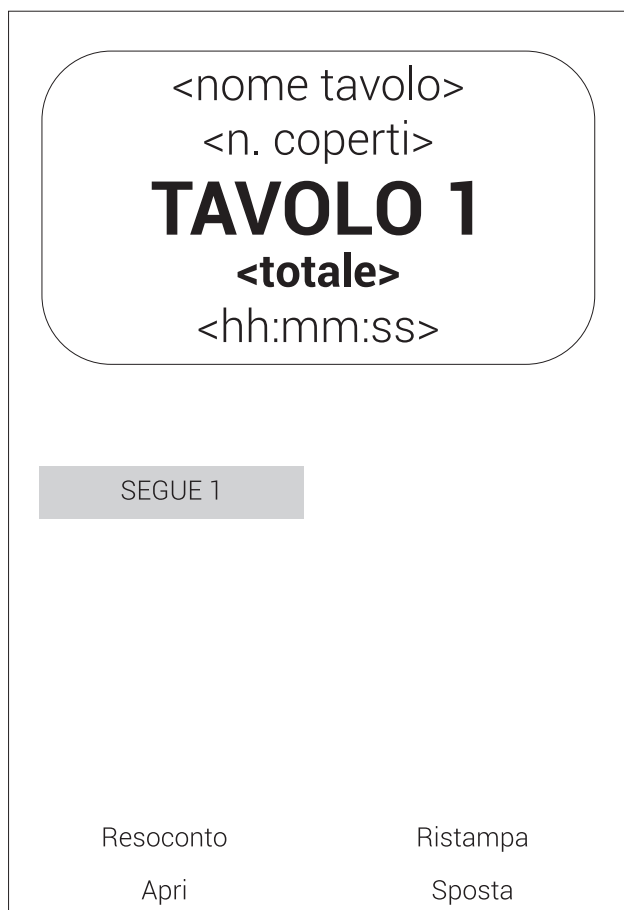 <nome tavolo>
<n. coperti>
TAVOLO 1
<totale>
<hh:mm:ss>
SEGUE 1
Resoconto Ristampa
Apri Sposta